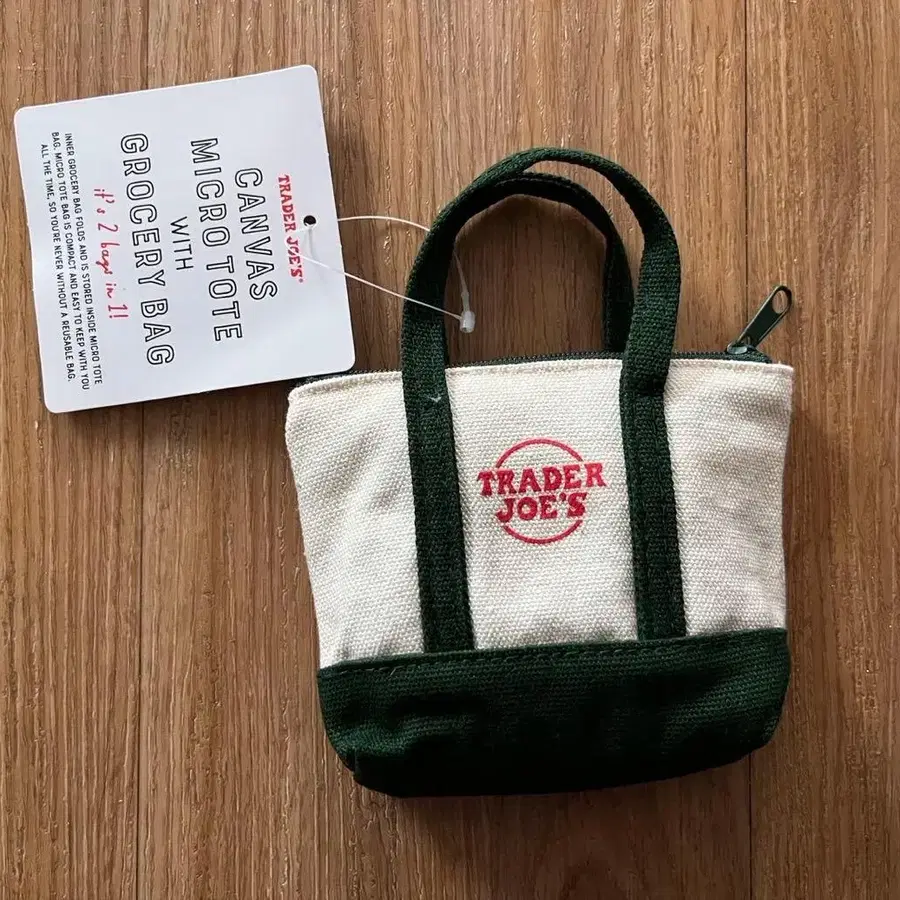 TRADER JOE'S®
CANVAS
MICRO TOTE
WITH
GROCERY BAG
it's 2 bags in 1!
INNER GROCERY BAG FOLDS AND IS STORED INSIDE MICRO TOTE
BAG. MICRO TOTE BAG IS COMPACT AND EASY TO KEEP WITH YOU
ALL THE TIME, SO YOU'RE NEVER WITHOUT A REUSABLE BAG.
TRADER
JOE'S